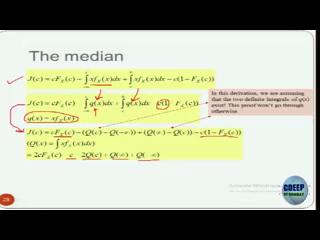 The median
J(c) = cF_X(c) − ∫ xf_X(x)dx + ∫ xf_X(x)dx − c(1 − F_X(c))
J(c) = cF_X(c) ∫ q(x)dx + ∫ q(x)dx c(1 F_X(c))
q(x) = xf_X(x)
In this derivation, we are assuming that the two definite integrals of q(x) exist! This proof won't go through otherwise.
J(c) = cF_X(c) − (Q(c) − Q(−∞)) + (Q(∞) − Q(c)) − c(1 − F_X(c))
(Q(x) = ∫ xf_X(x)dx)
= 2cF_X(c) c 2Q(c) + Q(∞) + Q( ∞)
CDEEP